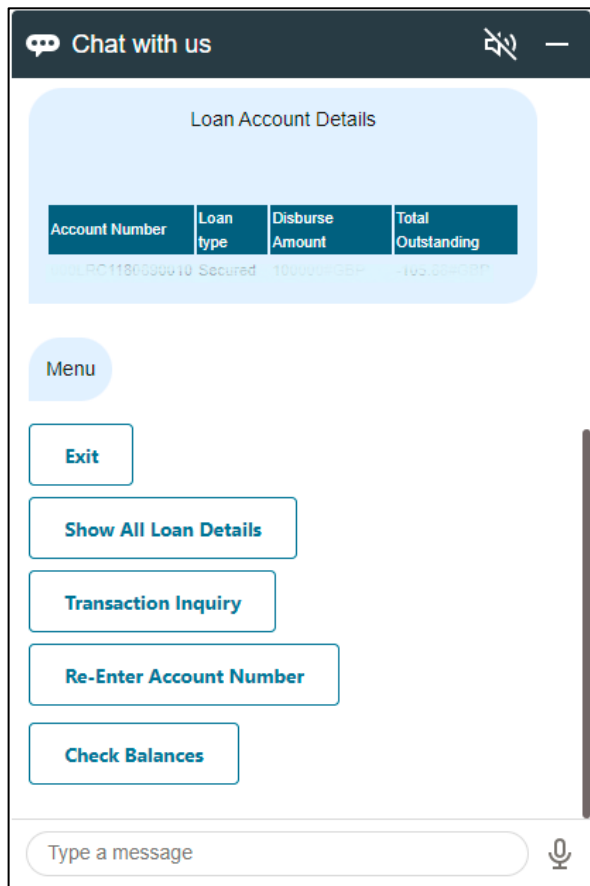 Chat with us
Loan Account Details
Account Number Loan type Disburse Amount Total Outstanding
Secured
Menu
Exit
Show All Loan Details
Transaction Inquiry
Re-Enter Account Number
Check Balances
Type a message